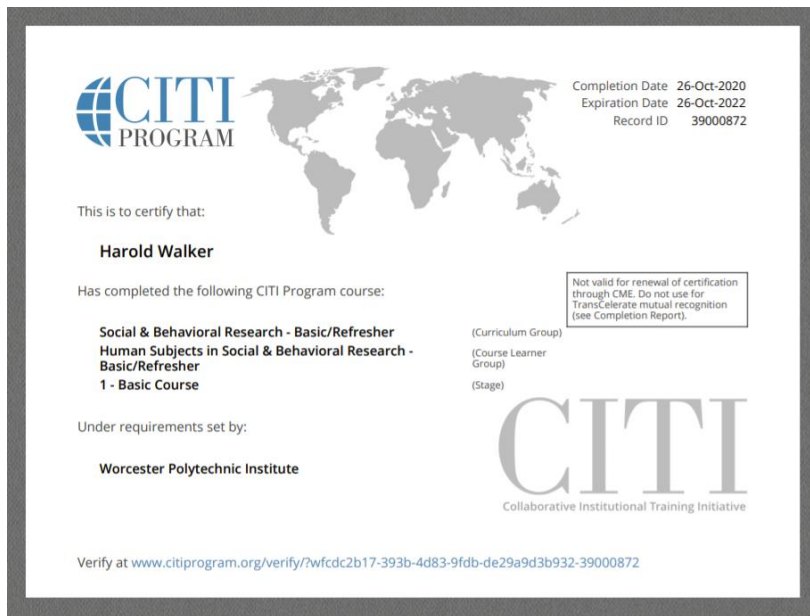 CITI
PROGRAM
Completion Date 26-Oct-2020
Expiration Date 26-Oct-2022
Record ID 39000872
This is to certify that:
Harold Walker
Has completed the following CITI Program course:
Not valid for renewal of certification
through CME. Do not use for
TransCelerate mutual recognition
(see Completion Report).
Social & Behavioral Research - Basic/Refresher (Curriculum Group)
Human Subjects in Social & Behavioral Research - (Course Learner
Basic/Refresher Group)
1 - Basic Course (Stage)
Under requirements set by:
Worcester Polytechnic Institute
CITI
Collaborative Institutional Training Initiative
Verify at www.citiprogram.org/verify/?wfcdc2b17-393b-4d83-9fdb-de29a9d3b932-39000872